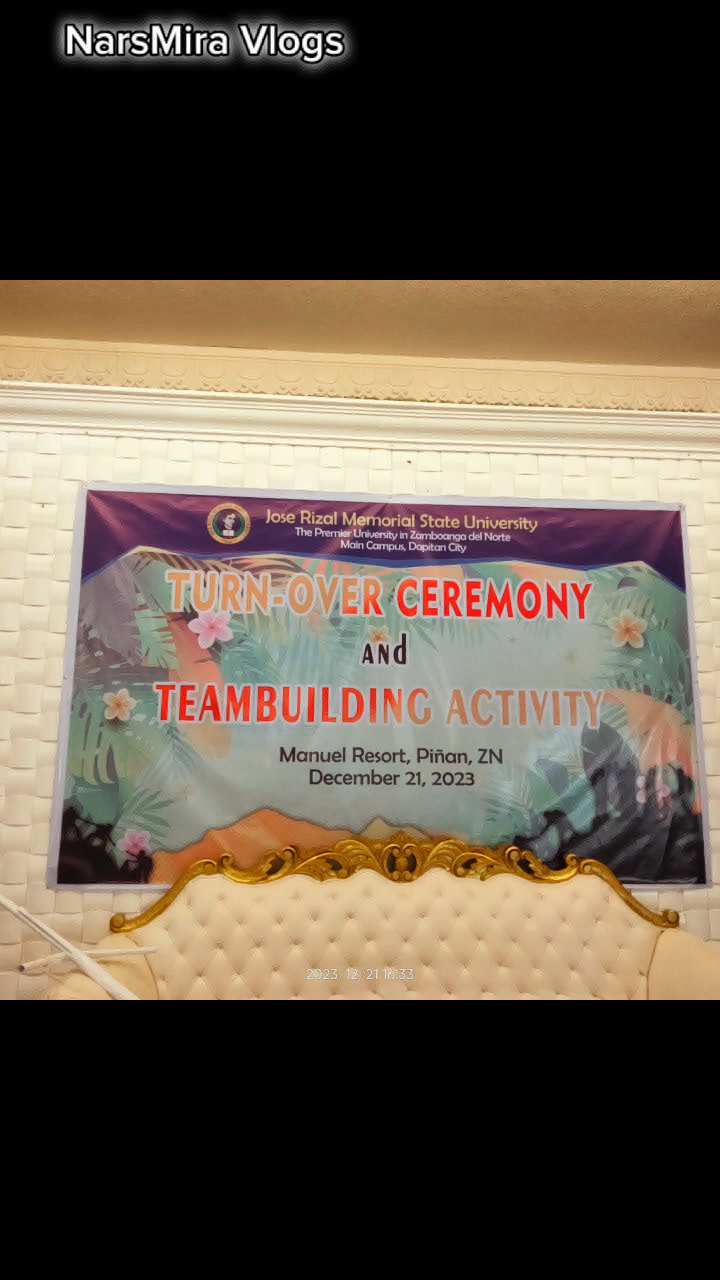 NarsMira Vlogs
Jose Rizal Memorial State University
The Premier University in Zamboanga del Norte
Main Campus, Dapitan City
TURN-OVER CEREMONY
and
TEAMBUILDING ACTIVITY
Manuel Resort, Piñan, ZN
December 21, 2023
2023/12/21 16:33